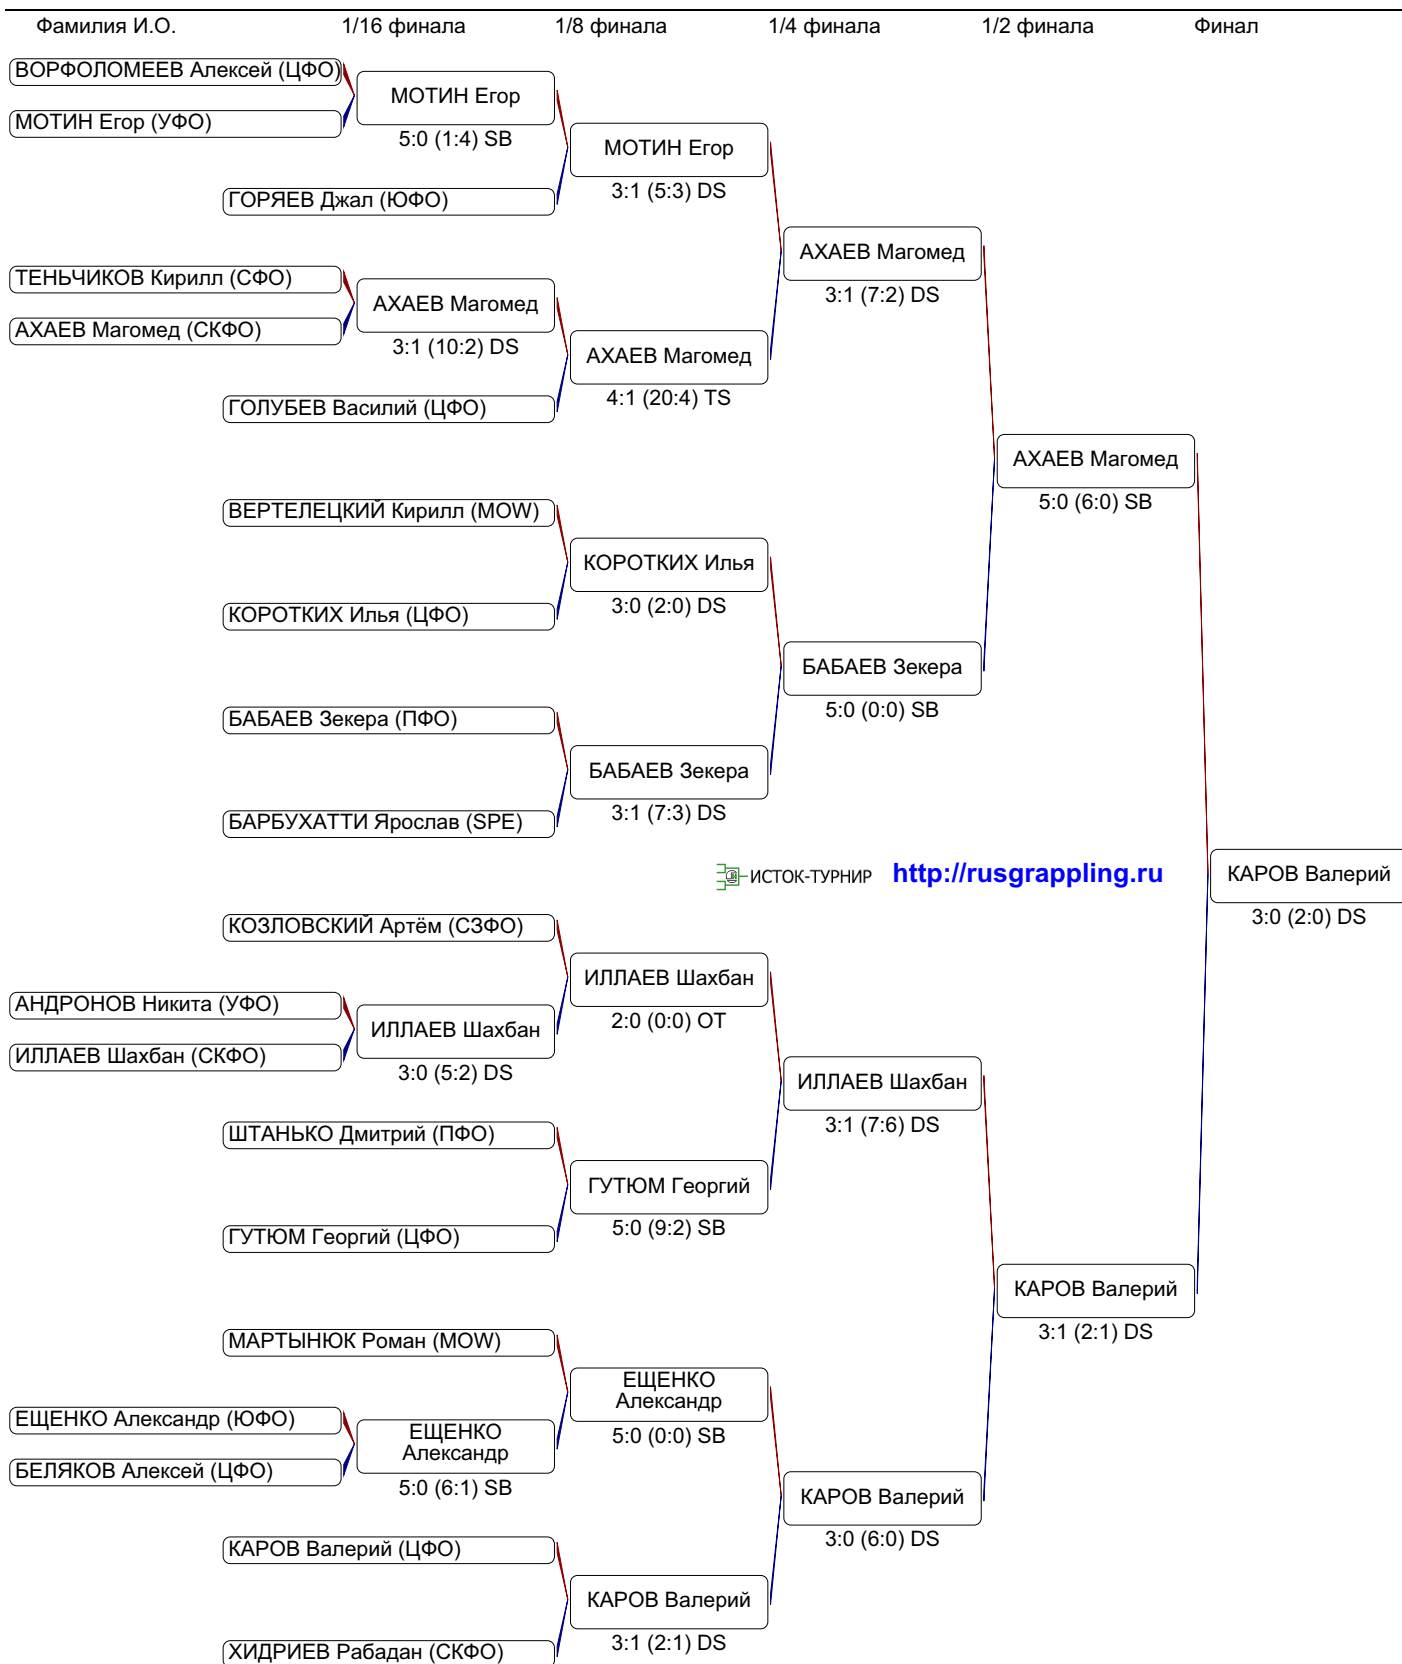 Фамилия И.О. 1/16 финала 1/8 финала 1/4 финала 1/2 финала Финал
ВОРФОЛОМЕЕВ Алексей (ЦФО)
МОТИН Егор
МОТИН Егор (УФО)
5:0 (1:4) SB
МОТИН Егор
3:1 (5:3) DS
ГОРЯЕВ Джал (ЮФО)
АХАЕВ Магомед
3:1 (7:2) DS
ТЕНЬЧИКОВ Кирилл (СФО)
АХАЕВ Магомед
АХАЕВ Магомед (СКФО)
3:1 (10:2) DS
АХАЕВ Магомед
4:1 (20:4) TS
ГОЛУБЕВ Василий (ЦФО)
АХАЕВ Магомед
5:0 (6:0) SB
ВЕРТЕЛЕЦКИЙ Кирилл (MOW)
КОРОТКИХ Илья
3:0 (2:0) DS
КОРОТКИХ Илья (ЦФО)
БАБАЕВ Зекера
5:0 (0:0) SB
БАБАЕВ Зекера (ПФО)
БАБАЕВ Зекера
3:1 (7:3) DS
БАРБУХАТТИ Ярослав (SPE)
ИСТОК-ТУРНИР http://rusgrappling.ru
КАРОВ Валерий
3:0 (2:0) DS
КОЗЛОВСКИЙ Артём (СЗФО)
ИЛЛАЕВ Шахбан
2:0 (0:0) OT
АНДРОНОВ Никита (УФО)
ИЛЛАЕВ Шахбан
ИЛЛАЕВ Шахбан (СКФО)
3:0 (5:2) DS
ИЛЛАЕВ Шахбан
3:1 (7:6) DS
ШТАНЬКО Дмитрий (ПФО)
ГУТЮМ Георгий
5:0 (9:2) SB
ГУТЮМ Георгий (ЦФО)
КАРОВ Валерий
3:1 (2:1) DS
МАРТЫНЮК Роман (MOW)
ЕЩЕНКО
Александр
5:0 (0:0) SB
ЕЩЕНКО Александр (ЮФО)
ЕЩЕНКО
Александр
БЕЛЯКОВ Алексей (ЦФО)
5:0 (6:1) SB
КАРОВ Валерий
3:0 (6:0) DS
КАРОВ Валерий (ЦФО)
КАРОВ Валерий
3:1 (2:1) DS
ХИДРИЕВ Рабадан (СКФО)